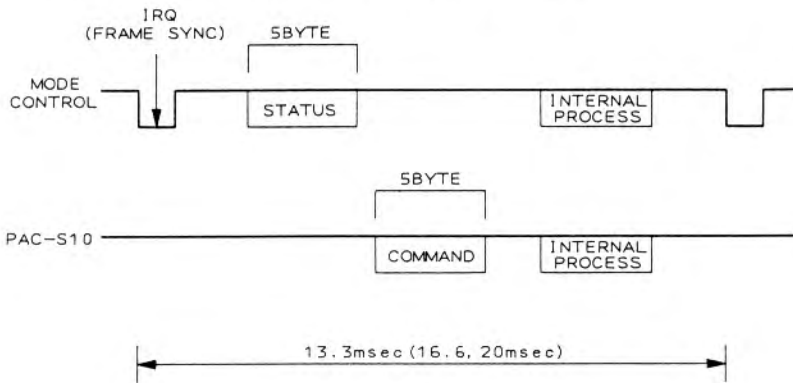 IRQ
(FRAME SYNC)
5BYTE
MODE
CONTROL
STATUS
INTERNAL
PROCESS
5BYTE
PAC-S10
COMMAND
INTERNAL
PROCESS
13.3msec(16.6, 20msec)